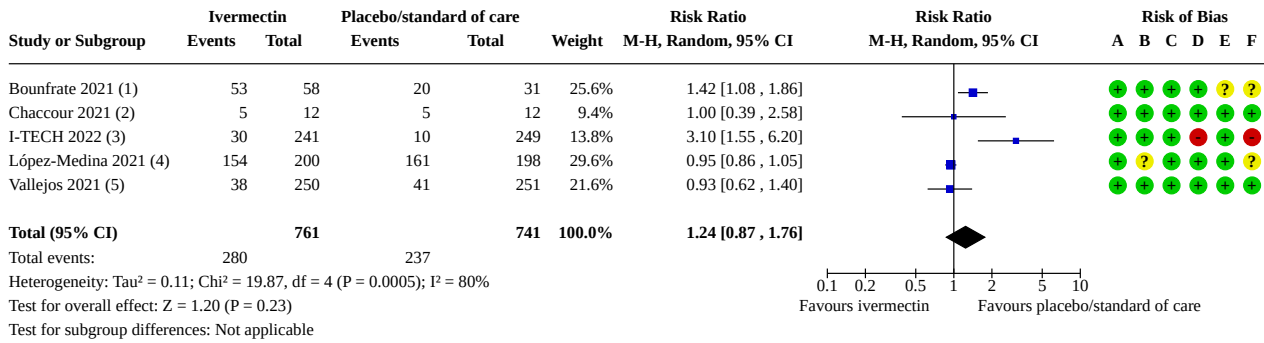 Ivermectin Placebo/standard of care Risk Ratio Risk Ratio Risk of Bias
Study or Subgroup Events Total Events Total Weight M-H, Random, 95% CI M-H, Random, 95% CI A B C D E F
Bounfrate 2021 (1) 53 58 20 31 25.6% 1.42 [1.08 , 1.86] + + + + ? ?
Chaccour 2021 (2) 5 12 5 12 9.4% 1.00 [0.39 , 2.58] + + + + + +
I-TECH 2022 (3) 30 241 10 249 13.8% 3.10 [1.55 , 6.20] + + + - + -
López-Medina 2021 (4) 154 200 161 198 29.6% 0.95 [0.86 , 1.05] + ? + + + ?
Vallejos 2021 (5) 38 250 41 251 21.6% 0.93 [0.62 , 1.40] + + + + + +
Total (95% CI) 761 741 100.0% 1.24 [0.87 , 1.76]
Total events: 280 237
Heterogeneity: Tau² = 0.11; Chi² = 19.87, df = 4 (P = 0.0005); I² = 80%
0.1 0.2 0.5 1 2 5 10
Test for overall effect: Z = 1.20 (P = 0.23) Favours ivermectin Favours placebo/standard of care
Test for subgroup differences: Not applicable